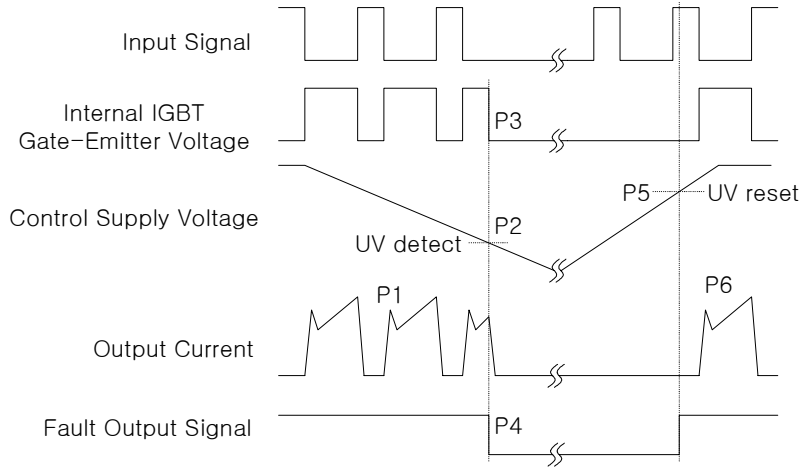 Input Signal
Internal IGBT
Gate-Emitter Voltage
P3
Control Supply Voltage
P5
UV reset
P2
UV detect
P1
P6
Output Current
Fault Output Signal
P4